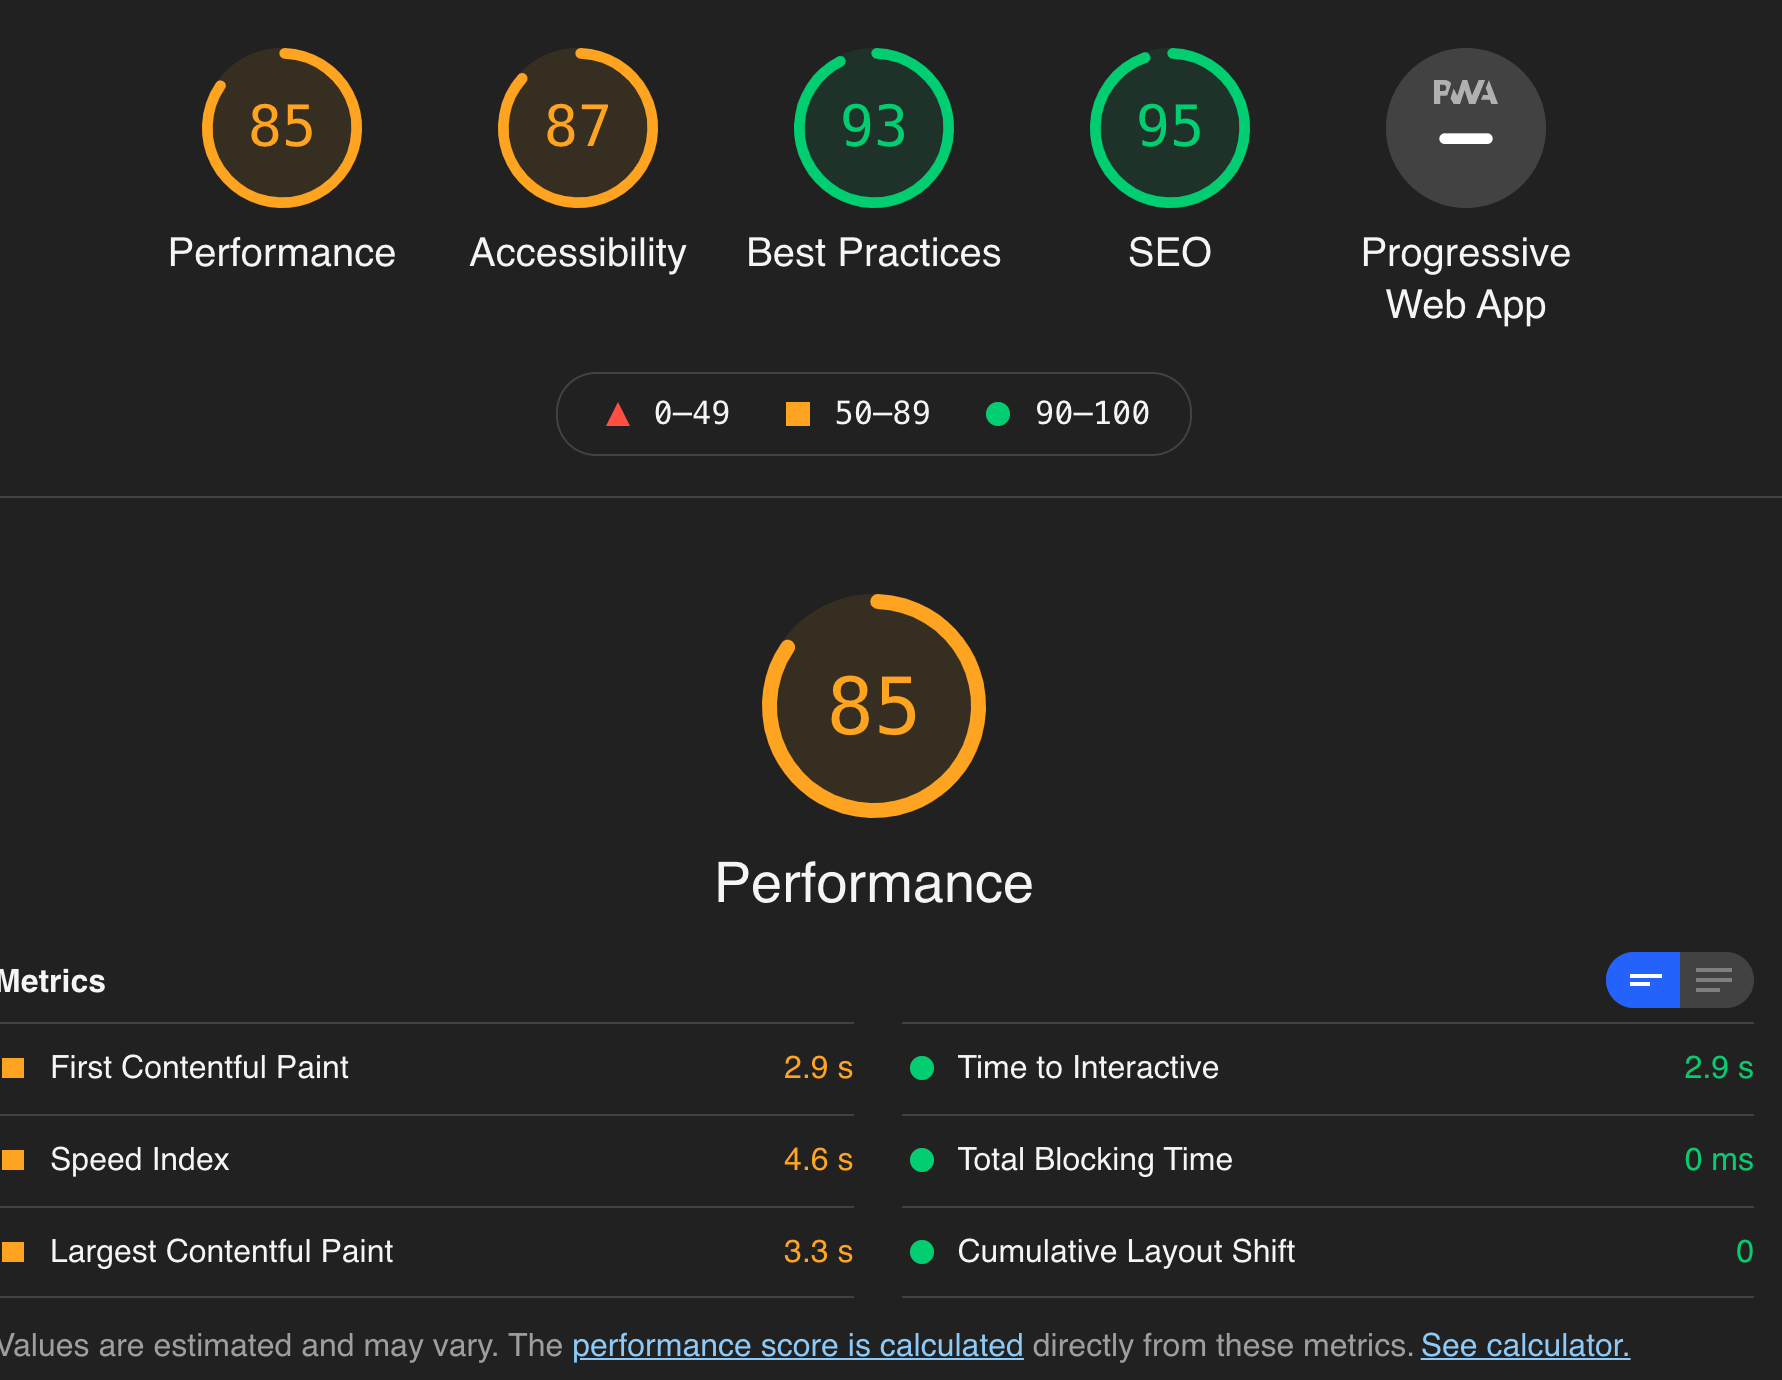 85
87
93
95
PWA
Performance
Accessibility
Best Practices
SEO
Progressive
Web App
0–49
50–89
90–100
85
Performance
Metrics
First Contentful Paint 2.9 s
Time to Interactive 2.9 s
Speed Index 4.6 s
Total Blocking Time 0 ms
Largest Contentful Paint 3.3 s
Cumulative Layout Shift 0
Values are estimated and may vary. The performance score is calculated directly from these metrics. See calculator.